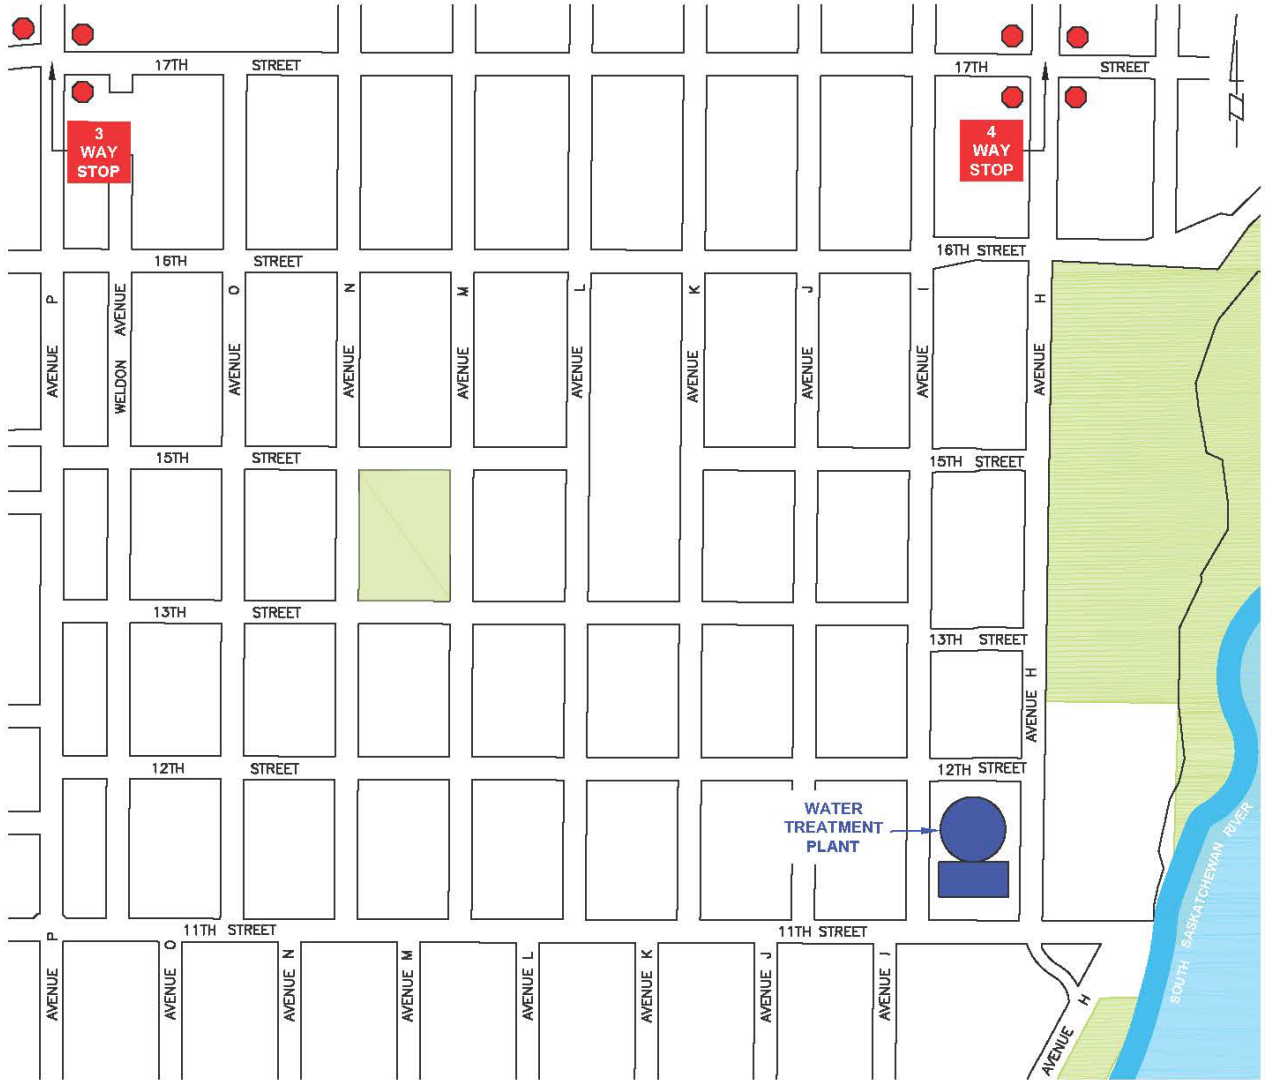 17TH STREET
17TH STREET
3
WAY
STOP
4
WAY
STOP
16TH STREET
16TH STREET
AVENUE P
WELDON AVENUE
AVENUE O
AVENUE N
AVENUE M
AVENUE L
AVENUE K
AVENUE J
AVENUE I
AVENUE H
15TH STREET
15TH STREET
13TH STREET
13TH STREET
AVENUE H
12TH STREET
12TH STREET
WATER
TREATMENT
PLANT
SOUTH SASKATCHEWAN RIVER
11TH STREET
11TH STREET
AVENUE P
AVENUE O
AVENUE N
AVENUE M
AVENUE L
AVENUE K
AVENUE J
AVENUE I
AVENUE H